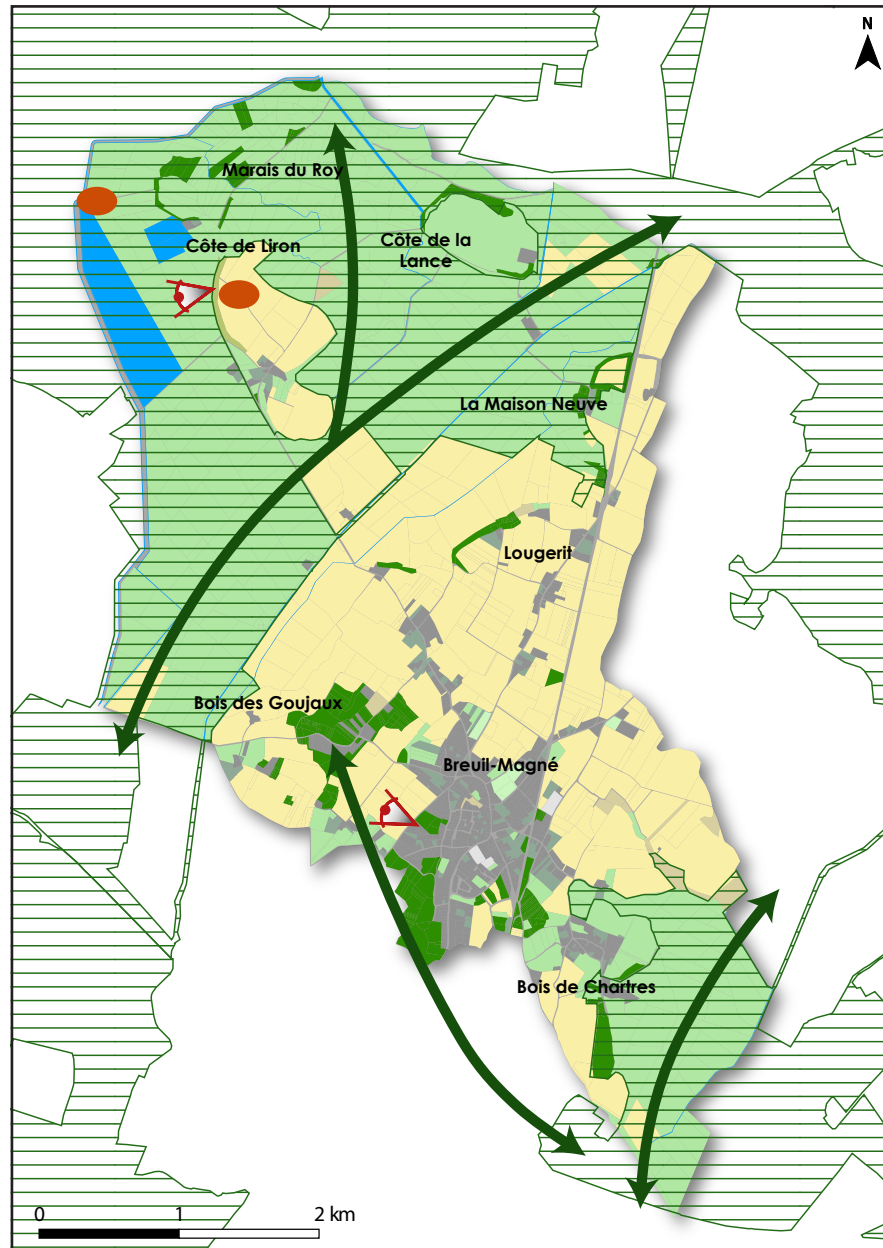 N
Marais du Roy
Côte de Liron
Côte de la
Lance
La Maison Neuve
Lougerit
Bois des Goujaux
Breuil-Magné
Bois de Chartres
0 1 2 km